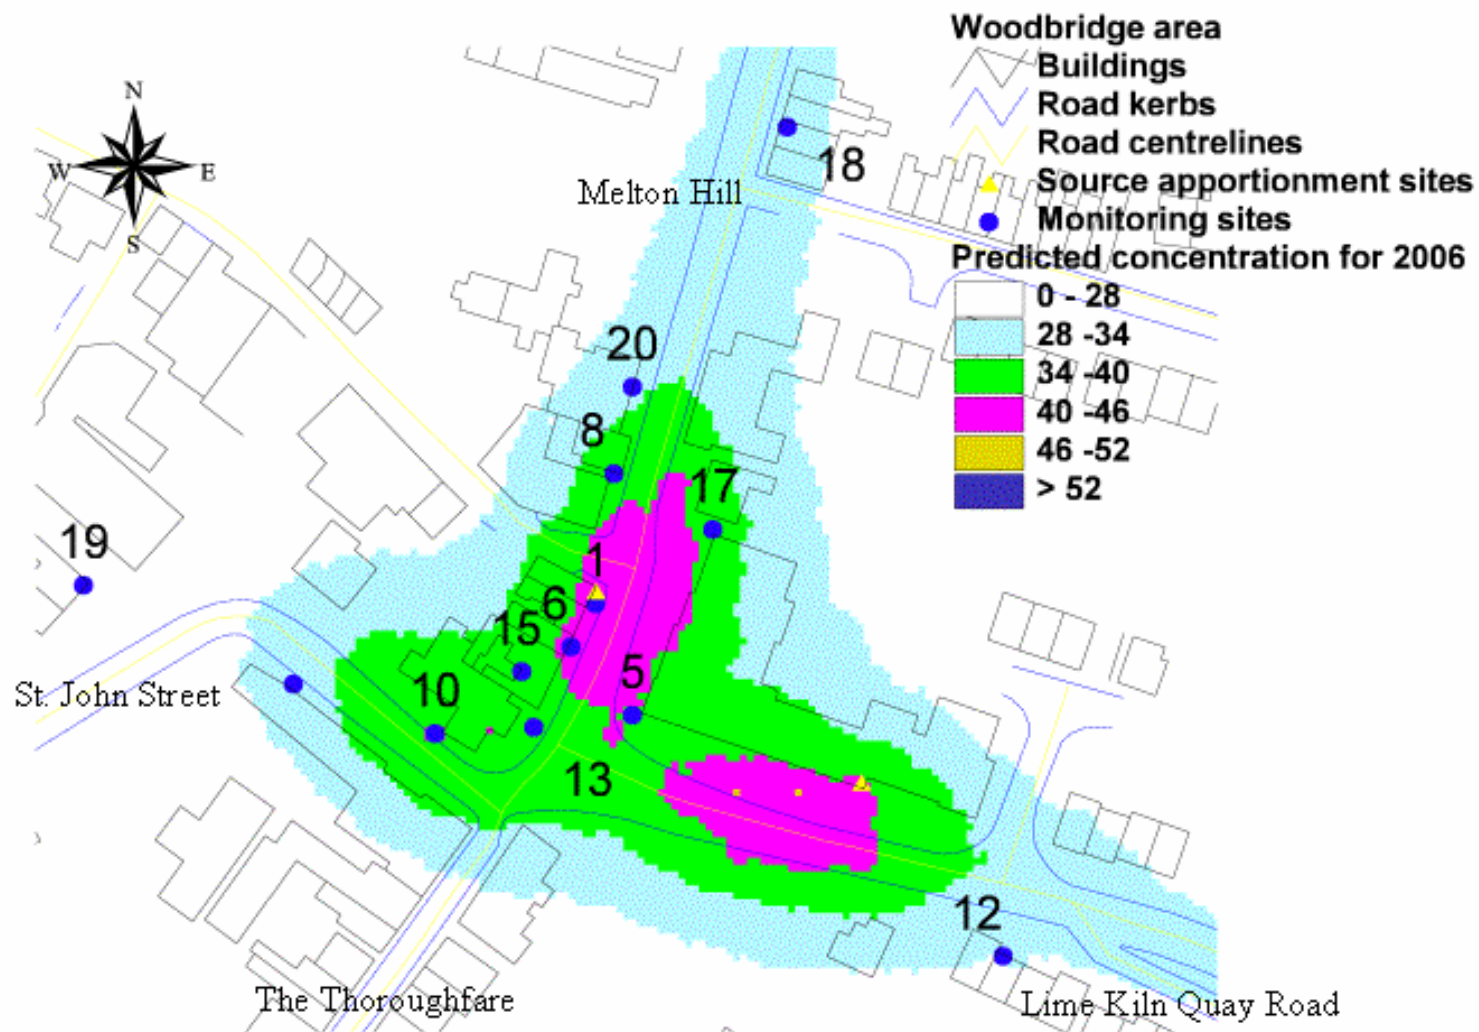 Woodbridge area
Buildings
Road kerbs
Road centrelines
Source apportionment sites
Monitoring sites
Predicted concentration for 2006
0 - 28
28 -34
34 -40
40 -46
46 -52
> 52
N
W
E
S
18
Melton Hill
20
8
17
19
1
6
15
5
10
St. John Street
13
12
The Thoroughfare
Lime Kiln Quay Road